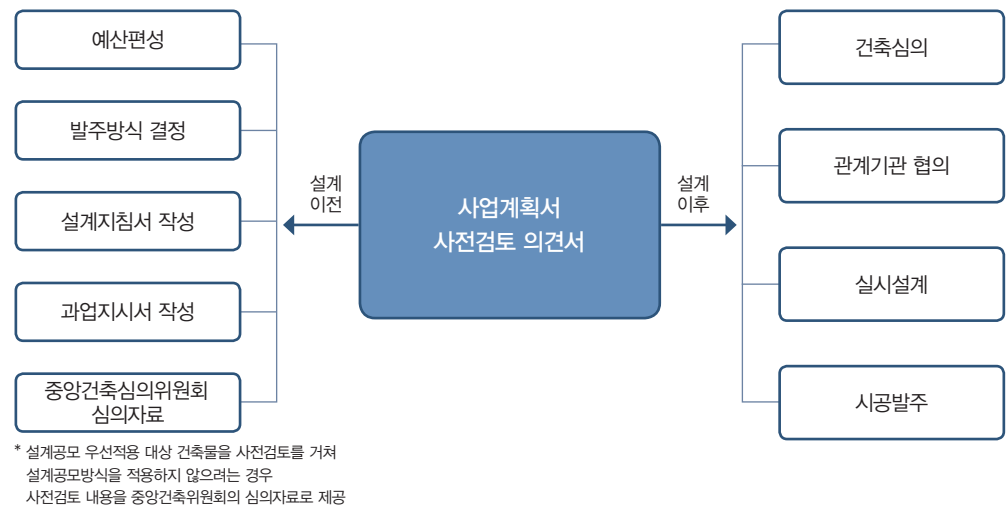 예산편성
발주방식 결정
설계지침서 작성
과업지시서 작성
중앙건축심의위원회
심의자료
* 설계공모 우선적용 대상 건축물을 사전검토를 거쳐
설계공모방식을 적용하지 않으려는 경우
사전검토 내용을 중앙건축위원회의 심의자료로 제공
설계
이전
사업계획서
사전검토 의견서
설계
이후
건축심의
관계기관 협의
실시설계
시공발주